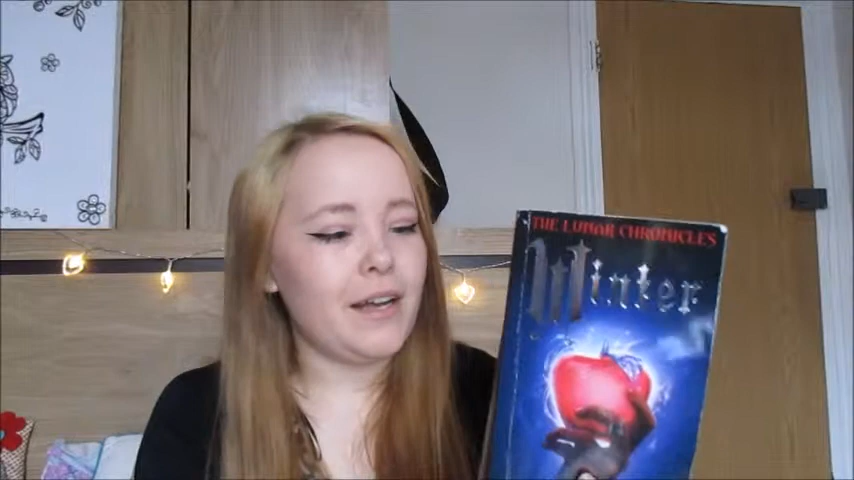 THE LUNAR CHRONICLES
Winter